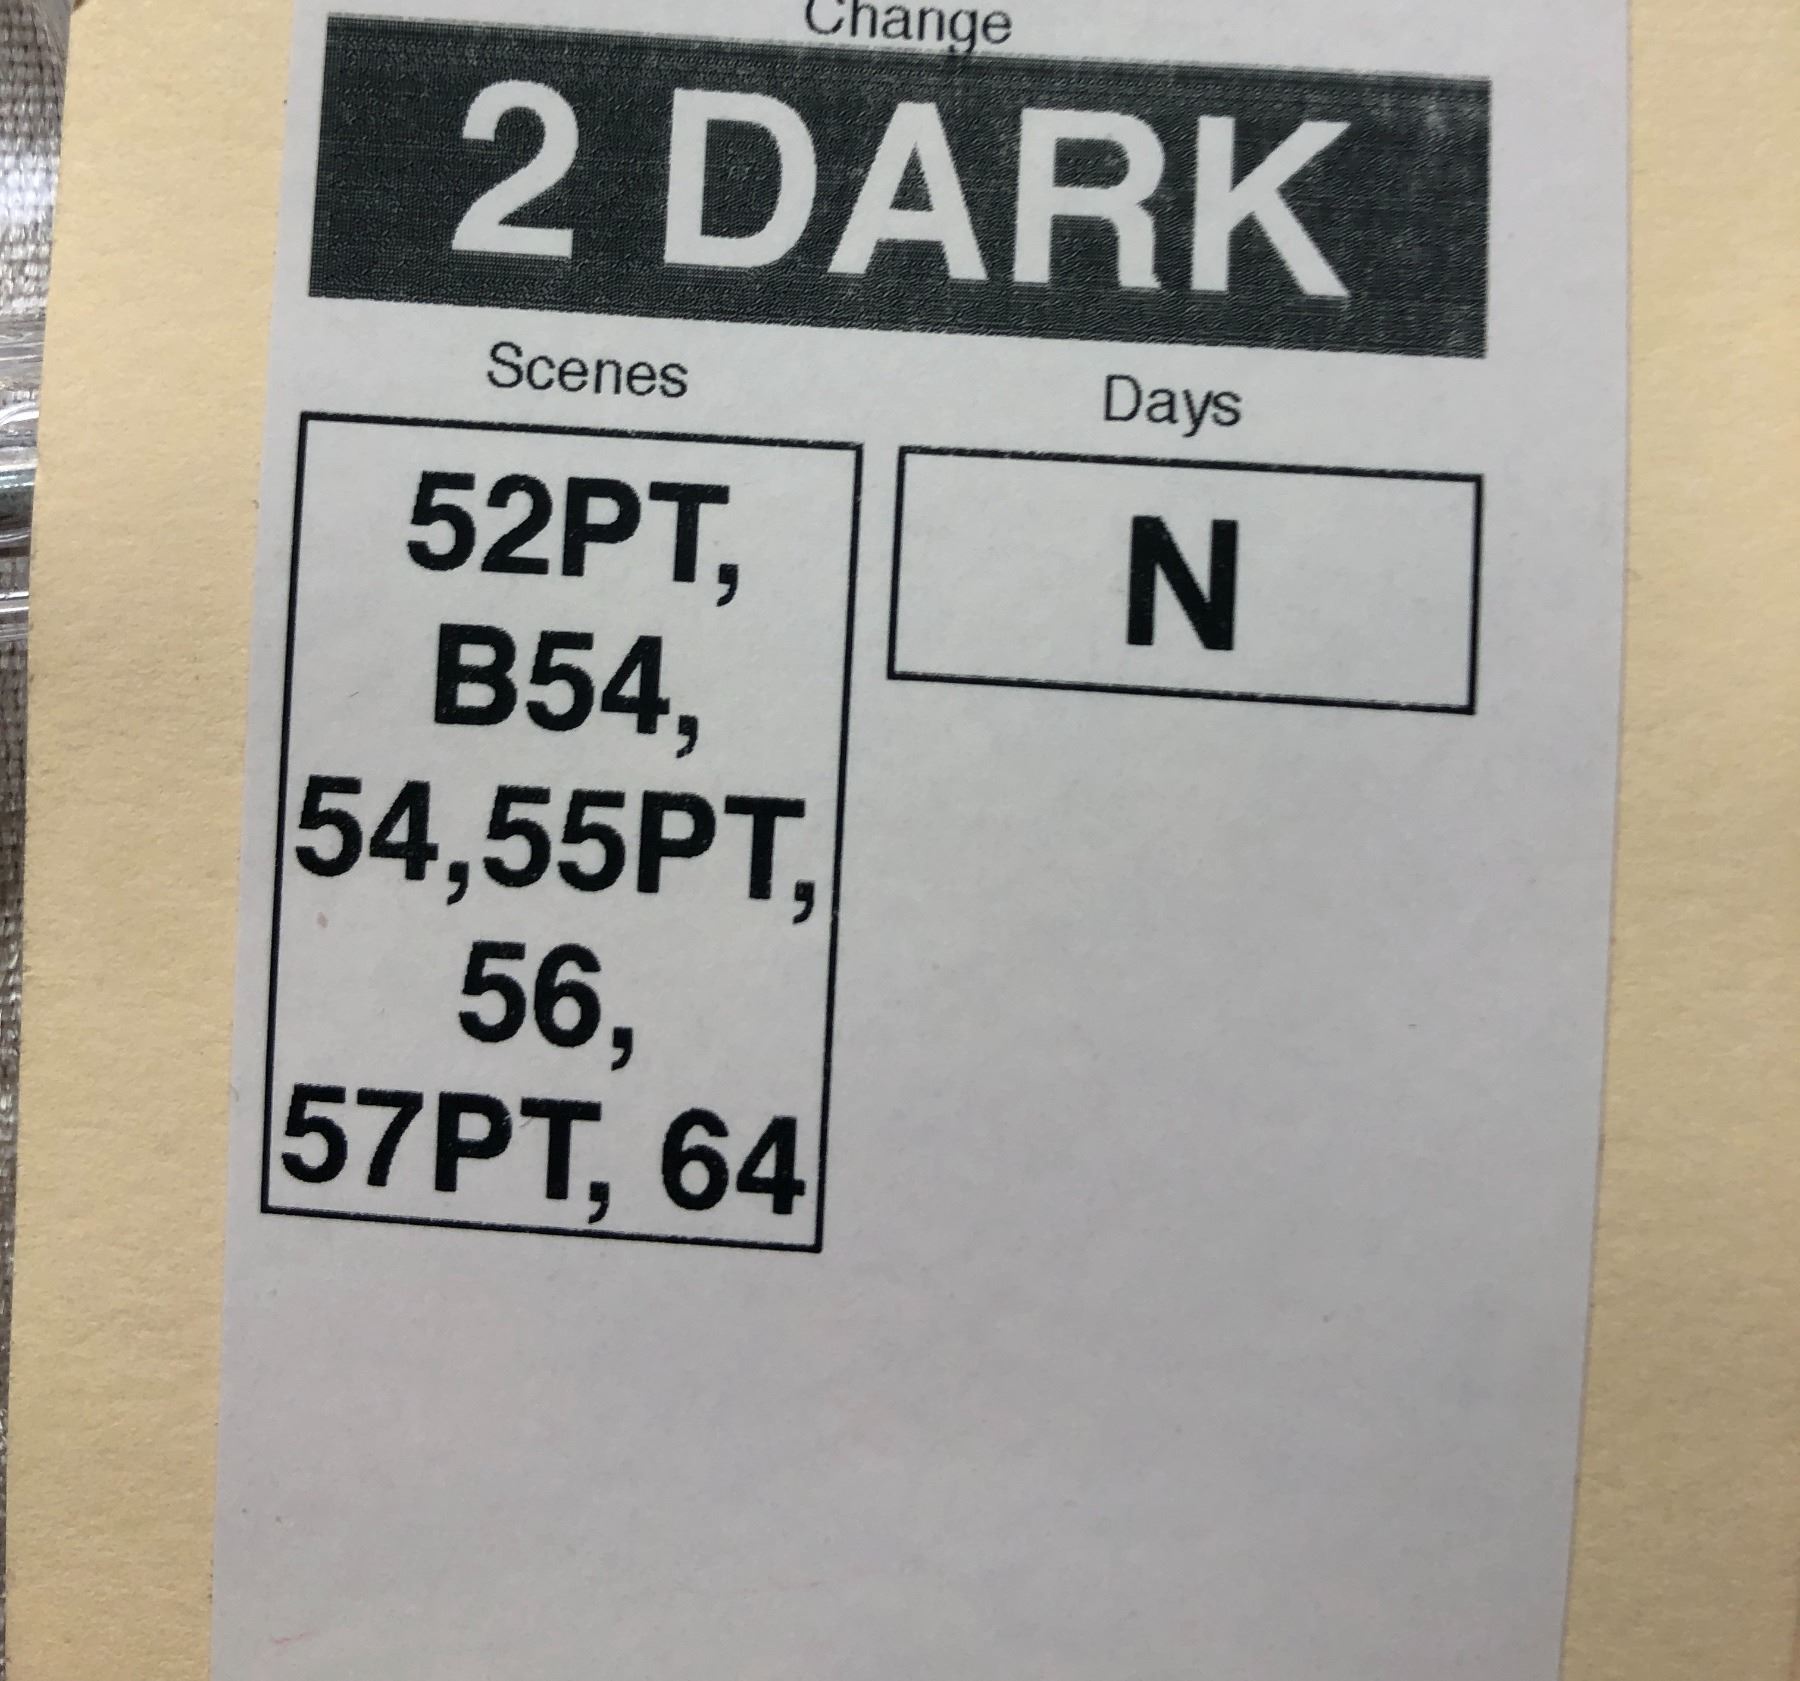 Change
2 DARK
Scenes
Days
52PT,
B54,
54,55PT,
56,
57PT, 64
N